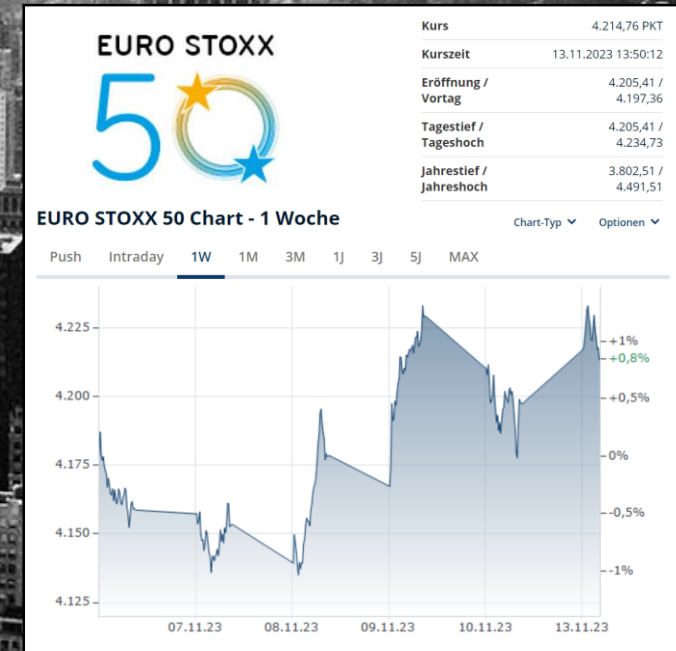 EURO STOXX
50
Kurs 4.214,76 PKT
Kurszeit 13.11.2023 13:50:12
Eröffnung / 4.205,41 /
Vortag 4.197,36
Tagestief / 4.205,41 /
Tageshoch 4.234,73
Jahrestief / 3.802,51 /
Jahreshoch 4.491,51
EURO STOXX 50 Chart - 1 Woche
Chart-Typ Optionen
Push Intraday 1W 1M 3M 1J 3J 5J MAX
4.225
4.200
4.175
4.150
4.125
+1%
+0,8%
+0,5%
0%
-0,5%
-1%
07.11.23 08.11.23 09.11.23 10.11.23 13.11.23